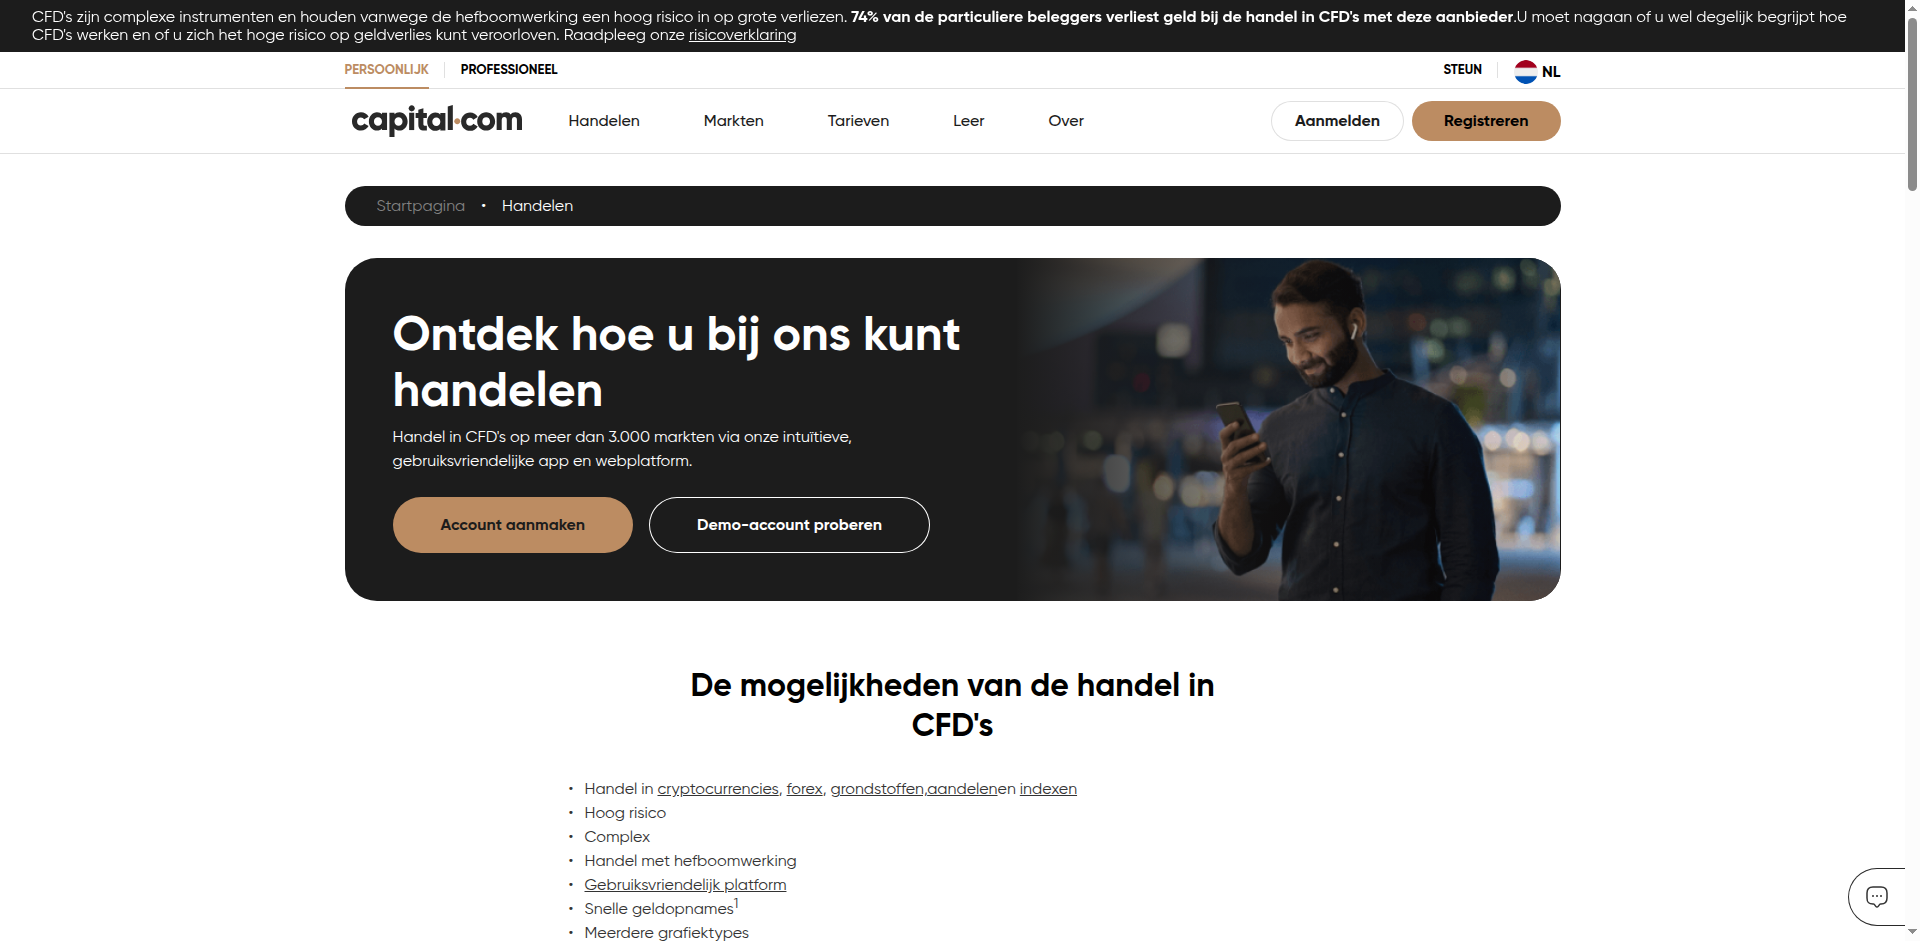 CFD's zijn complexe instrumenten en houden vanwege de hefboomwerking een hoog risico in op grote verliezen. 74% van de particuliere beleggers verliest geld bij de handel in CFD's met deze aanbieder.U moet nagaan of u wel degelijk begrijpt hoe
CFD's werken en of u zich het hoge risico op geldverlies kunt veroorloven. Raadpleeg onze risicoverklaring
PERSOONLIJK PROFESSIONEEL STEUN NL
capital.com Handelen Markten Tarieven Leer Over Aanmelden Registreren
Startpagina • Handelen
Ontdek hoe u bij ons kunt
handelen
Handel in CFD's op meer dan 3.000 markten via onze intuïtieve,
gebruiksvriendelijke app en webplatform.
Account aanmaken Demo-account proberen
De mogelijkheden van de handel in
CFD's
• Handel in cryptocurrencies, forex, grondstoffen,aandelenen indexen
• Hoog risico
• Complex
• Handel met hefboomwerking
• Gebruiksvriendelijk platform
• Snelle geldopnames1
• Meerdere grafiektypes